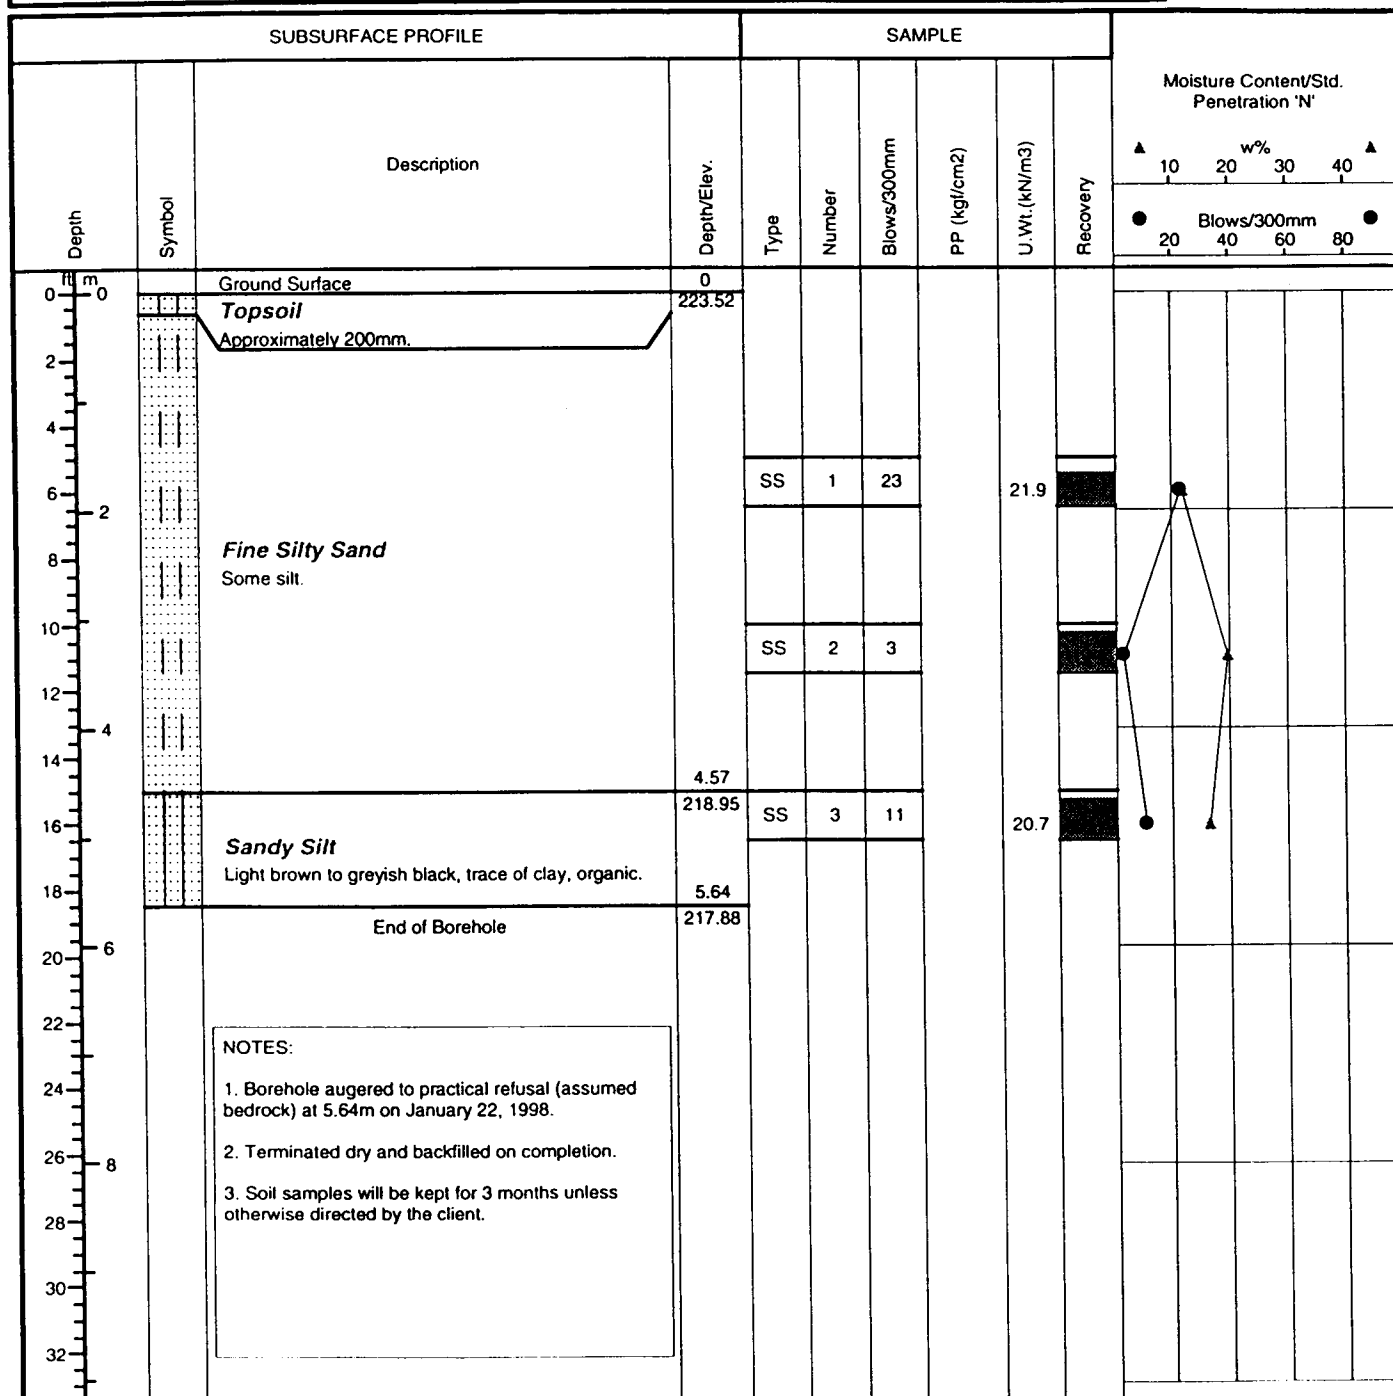 SUBSURFACE PROFILE
SAMPLE
Moisture Content/Std.
Penetration 'N'
w%
10 20 30 40
Blows/300mm
20 40 60 80
Depth
Symbol
Description
Depth/Elev.
Type
Number
Blows/300mm
PP (kgf/cm2)
U.Wt.(kN/m3)
Recovery
ft m
Ground Surface
0
0 0
223.52
Topsoil
Approximately 200mm.
2
4
SS 1 23 21.9
6
2
8
Fine Silty Sand
Some silt.
10
SS 2 3
12
4
14
4.57
218.95
SS 3 11 20.7
16
Sandy Silt
Light brown to greyish black, trace of clay, organic.
18
5.64
217.88
End of Borehole
6
20
22
NOTES:
1. Borehole augered to practical refusal (assumed
bedrock) at 5.64m on January 22, 1998.
24
2. Terminated dry and backfilled on completion.
26
8
3. Soil samples will be kept for 3 months unless
otherwise directed by the client.
28
30
32